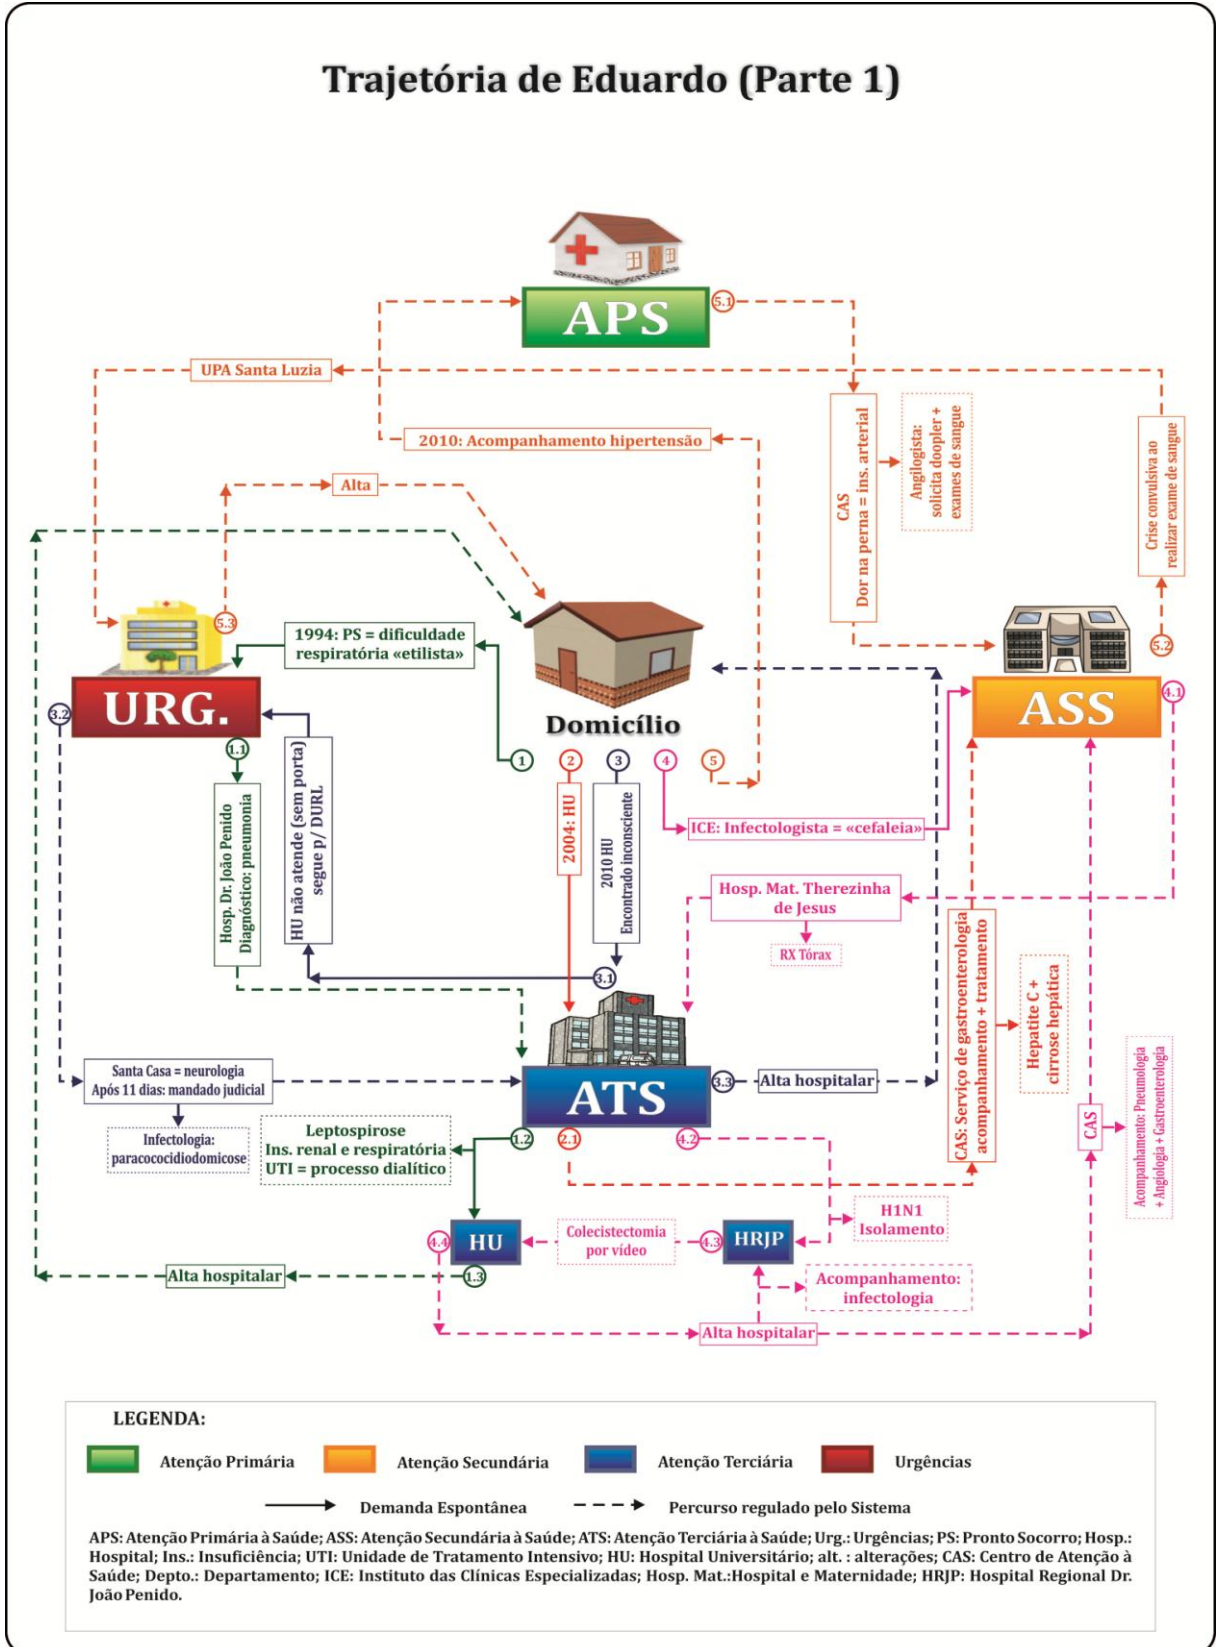 Trajetória de Eduardo (Parte 1)
APS
5.1
UPA Santa Luzia
2010: Acompanhamento hipertensão
Alta
CAS
Dor na perna = ins. arterial
Angilogista:
solicita doopler +
exames de sangue
Crise convulsiva ao
realizar exame de sangue
5.3
1994: PS = dificuldade
respiratória «etilista»
5.2
URG.
3.2
1.1
Domicílio
ASS
4.1
1
2
3
4
5
Hosp. Dr. João Penido
Diagnóstico: pneumonia
HU não atende (sem porta)
segue p/ DURL
2004: HU
2010 HU
Encontrado inconsciente
ICE: Infectologista = «cefaleia»
Hosp. Mat. Therezinha
de Jesus
RX Tórax
3.1
CAS: Serviço de gastroenterologia
acompanhamento + tratamento
Hepatite C +
cirrose hepática
Santa Casa = neurologia
Após 11 dias: mandado judicial
Infectologia:
paracococidiodomicose
ATS
3.3
Alta hospitalar
1.2
2.1
4.2
Leptospirose
Ins. renal e respiratória
UTI = processo dialítico
CAS
Acompanhamento: Pneumologia
+ Angiologia + Gastroenterologia
H1N1
Isolamento
4.4
HU
Colecistectomia
por vídeo
4.3
HRJP
1.3
Alta hospitalar
Acompanhamento:
infectologia
Alta hospitalar
LEGENDA:
Atenção Primária
Atenção Secundária
Atenção Terciária
Urgências
Demanda Espontânea
Percurso regulado pelo Sistema
APS: Atenção Primária à Saúde; ASS: Atenção Secundária à Saúde; ATS: Atenção Terciária à Saúde; Urg.: Urgências; PS: Pronto Socorro; Hosp.:
Hospital; Ins.: Insuficiência; UTI: Unidade de Tratamento Intensivo; HU: Hospital Universitário; alt. : alterações; CAS: Centro de Atenção à
Saúde; Depto.: Departamento; ICE: Instituto das Clínicas Especializadas; Hosp. Mat.:Hospital e Maternidade; HRJP: Hospital Regional Dr.
João Penido.